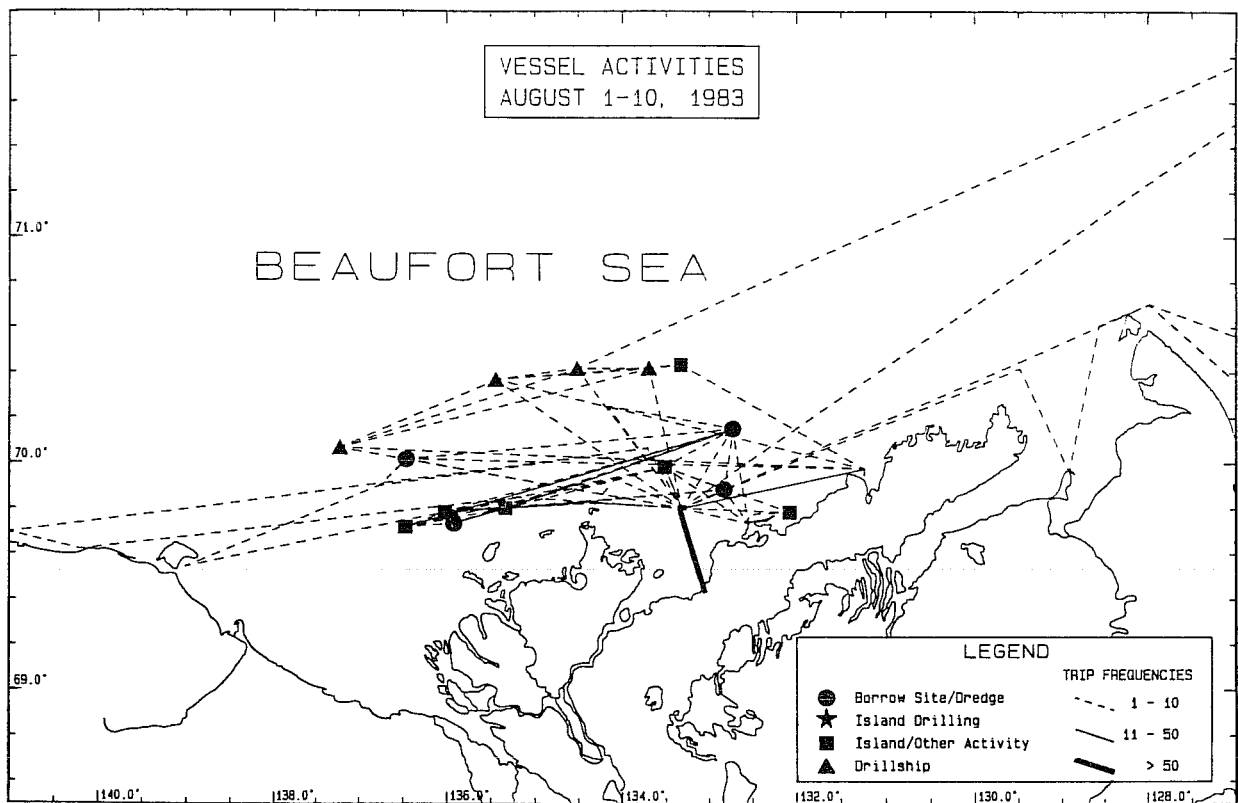 VESSEL ACTIVITIES
AUGUST 1-10, 1983
71.0°
BEAUFORT SEA
70.0°
69.0°
LEGEND
TRIP FREQUENCIES
Borrow Site/Dredge
1 - 10
Island Drilling
11 - 50
Island/Other Activity
> 50
Drillship
140.0° 138.0° 136.0° 134.0° 132.0° 130.0° 128.0°